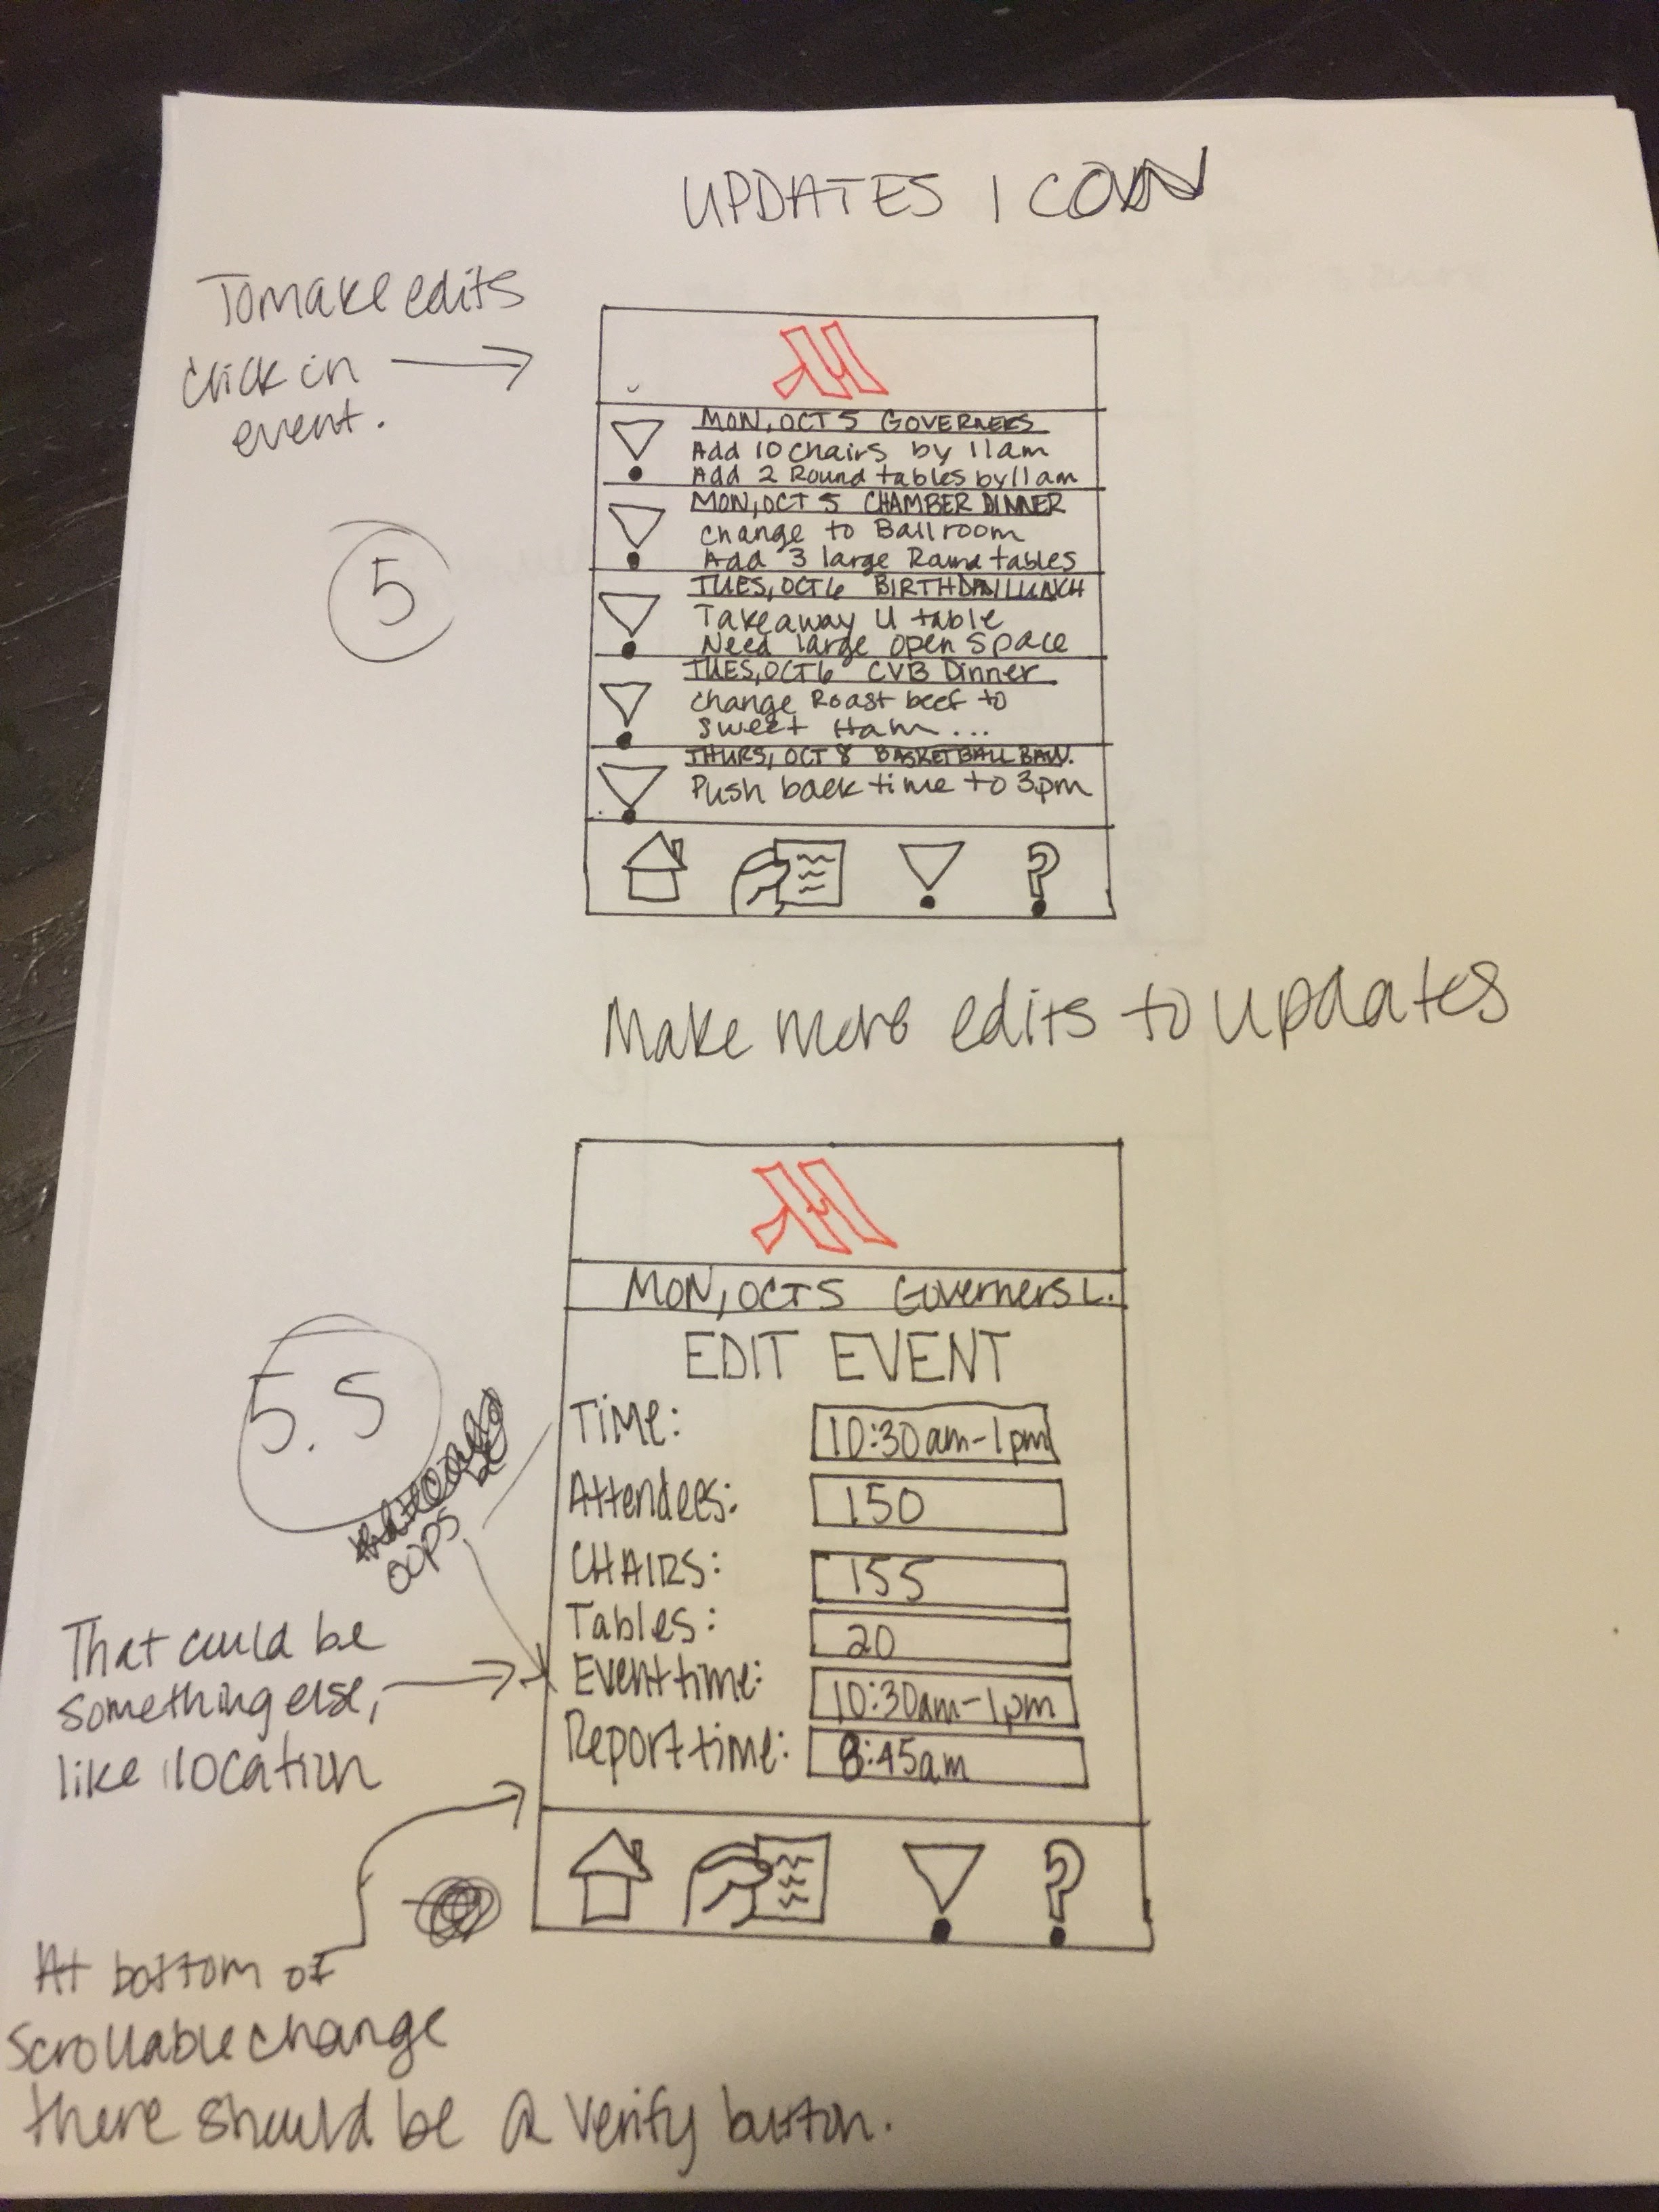 UPDATES ICON
To make edits
click in
event.
5
MON, OCT 5 GOVERNERS
Add 10 chairs by 11am
Add 2 Round tables by 11am
MON, OCT 5 CHAMBER DINNER
change to Ballroom
Add 3 large Round tables
TUES, OCT 6 BIRTHDAY LUNCH
Takeaway U table
Need large open space
TUES, OCT 6 CVB Dinner
change Roast beef to
sweet Ham...
THURS, OCT 8 BASKETBALL
Push back time to 3pm
?
Make more edits to updates
MON, OCT 5 Governers L.
EDIT EVENT
5.5
Time: 10:30am-1pm
Attendees: 150
oops
CHAIRS: 155
Tables: 20
Event time: 10:30am-1pm
Report time: 8:45am
That could be
something else,
like location
?
At bottom of
scrollable change
there should be a verify button.